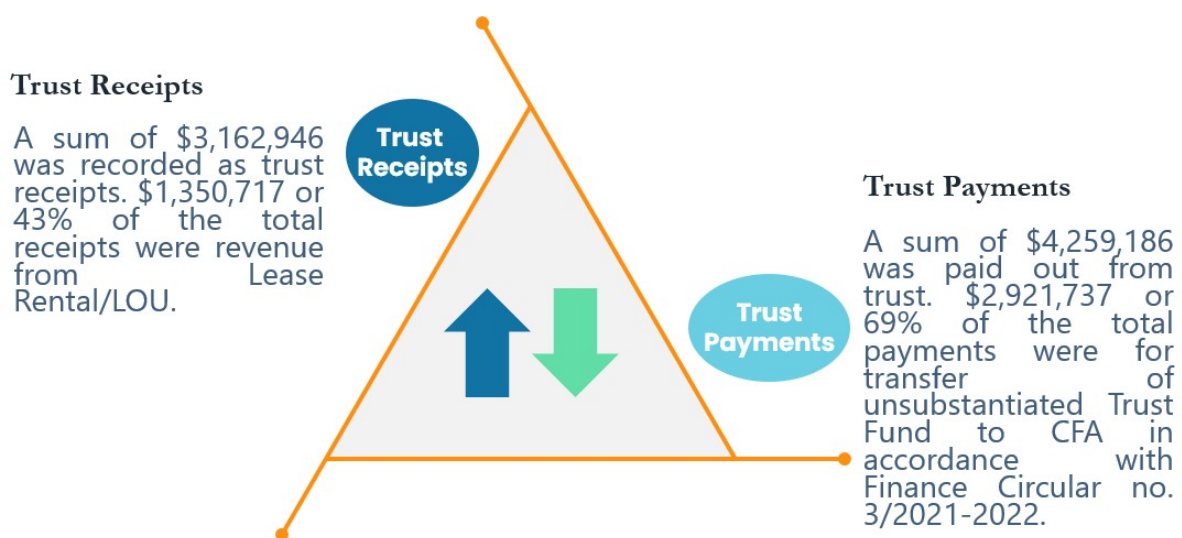 Trust Receipts
A sum of $3,162,946
was recorded as trust
receipts. $1,350,717 or
43% of the total
receipts were revenue
from Lease
Rental/LOU.
Trust
Receipts
Trust
Payments
Trust Payments
A sum of $4,259,186
was paid out from
trust. $2,921,737 or
69% of the total
payments were for
transfer of
unsubstantiated Trust
Fund to CFA in
accordance with
Finance Circular no.
3/2021-2022.